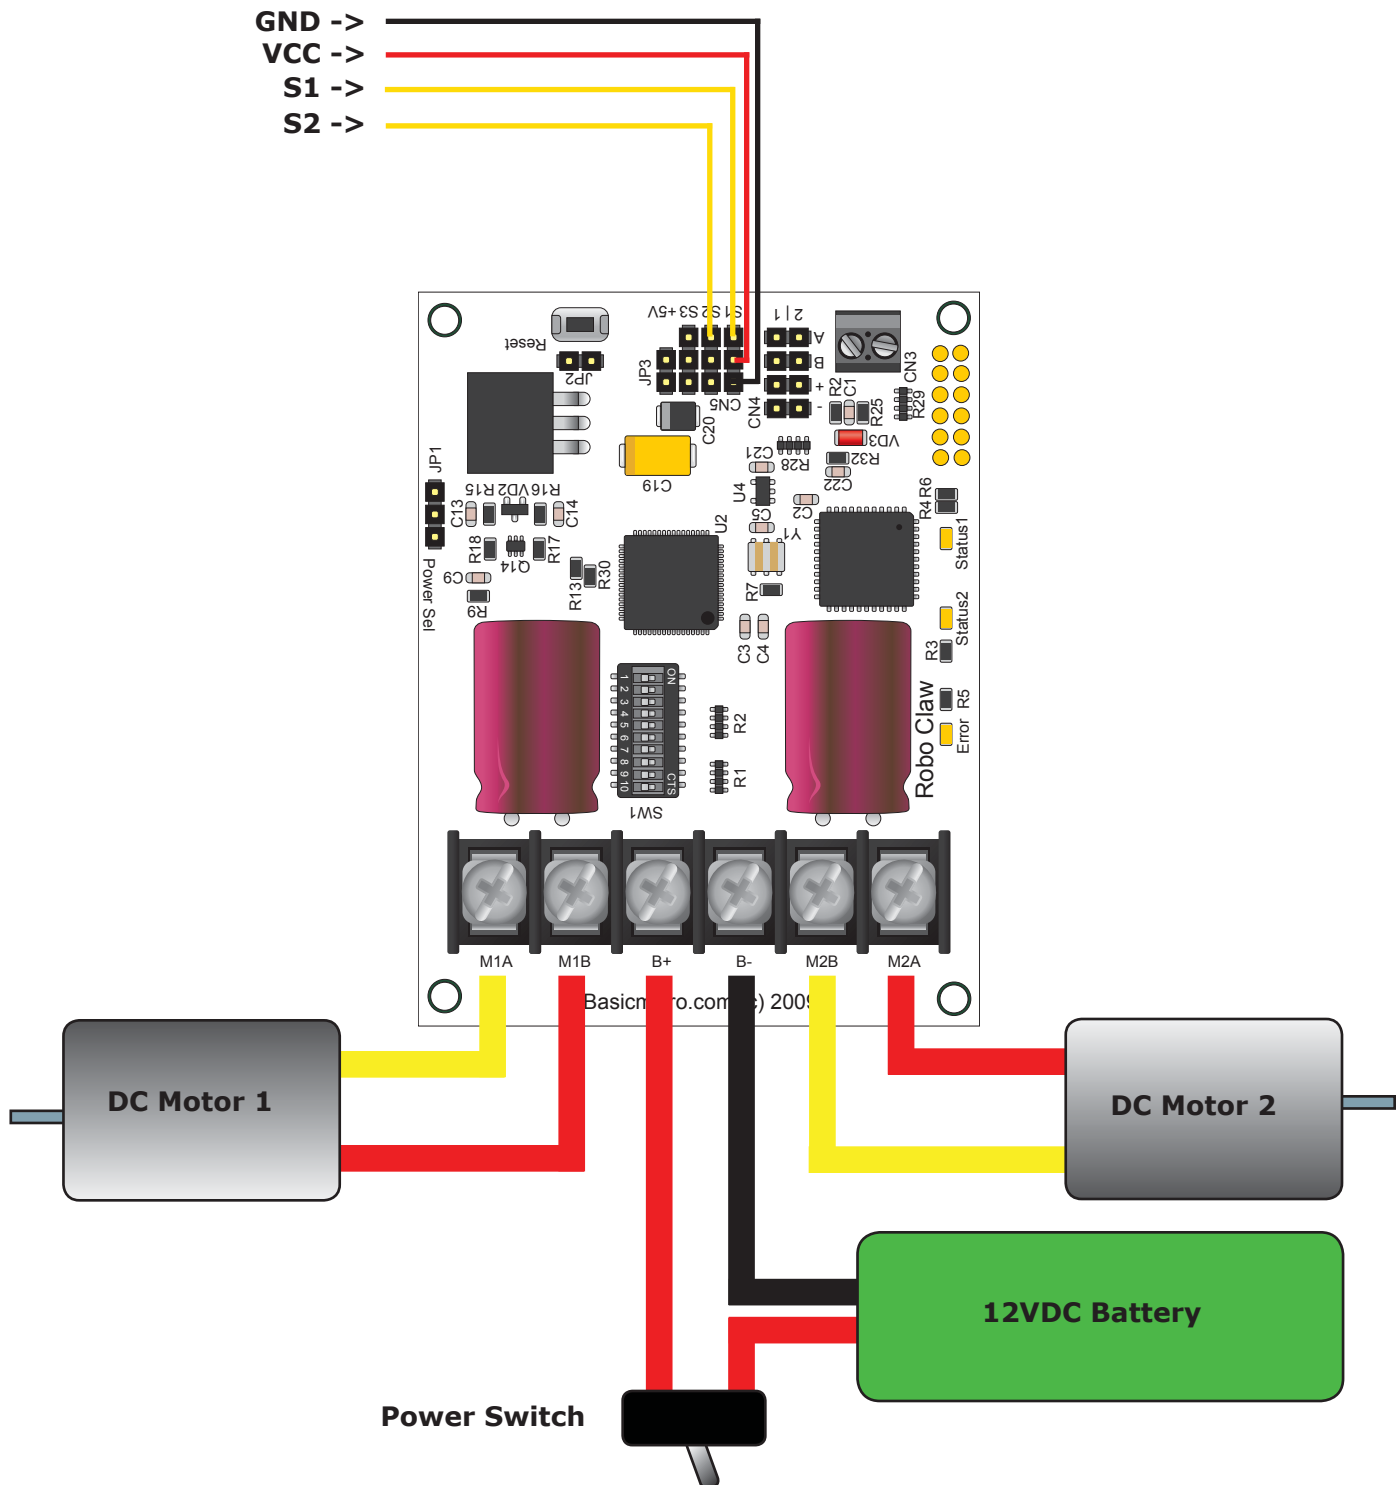 GND ->
VCC ->
S1 ->
S2 ->
+5V S3 S2 S1
2 | 1
A
B
+
-
Reset
JP2
JP3
CN5
CN4
CN3
R2
C1
R25
R29
C20
VD3
R32
C22
R28
C21
C19
U4
C2
C5
Y1
U2
JP1
R15
VD2
R16
C13
C14
R18
Q14
R17
C9
R9
R13
R30
Power Sel
R6
R4
Status1
Status2
R7
C3
C4
R3
R5
Error
Robo Claw
ON
1
2
3
4
5
6
7
8
9
10
CTS
SW1
R2
R1
M1A
M1B
B+
B-
M2B
M2A
DC Motor 1
DC Motor 2
12VDC Battery
Power Switch